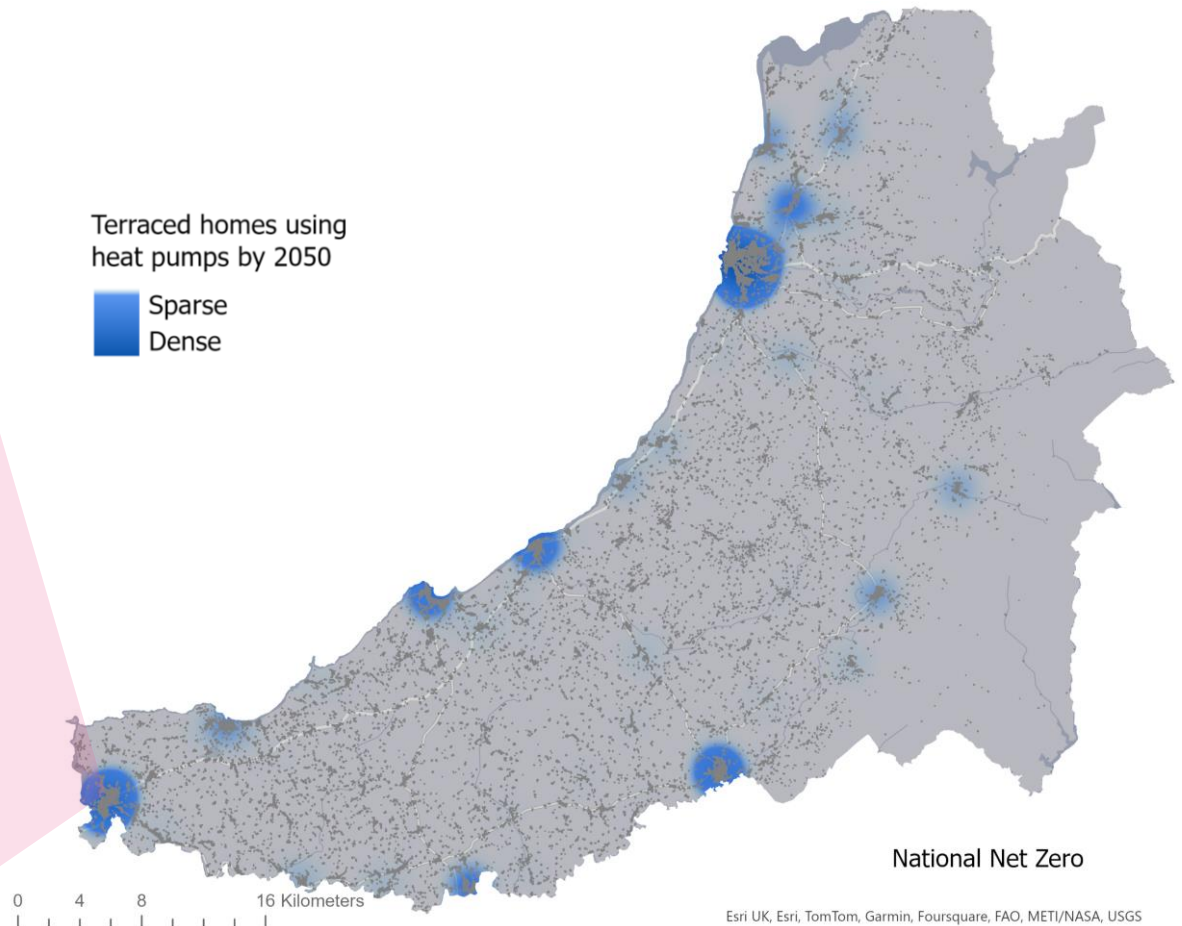 Terraced homes using
heat pumps by 2050
Sparse
Dense
National Net Zero
0 4 8 16 Kilometers
Esri UK, Esri, TomTom, Garmin, Foursquare, FAO, METI/NASA, USGS